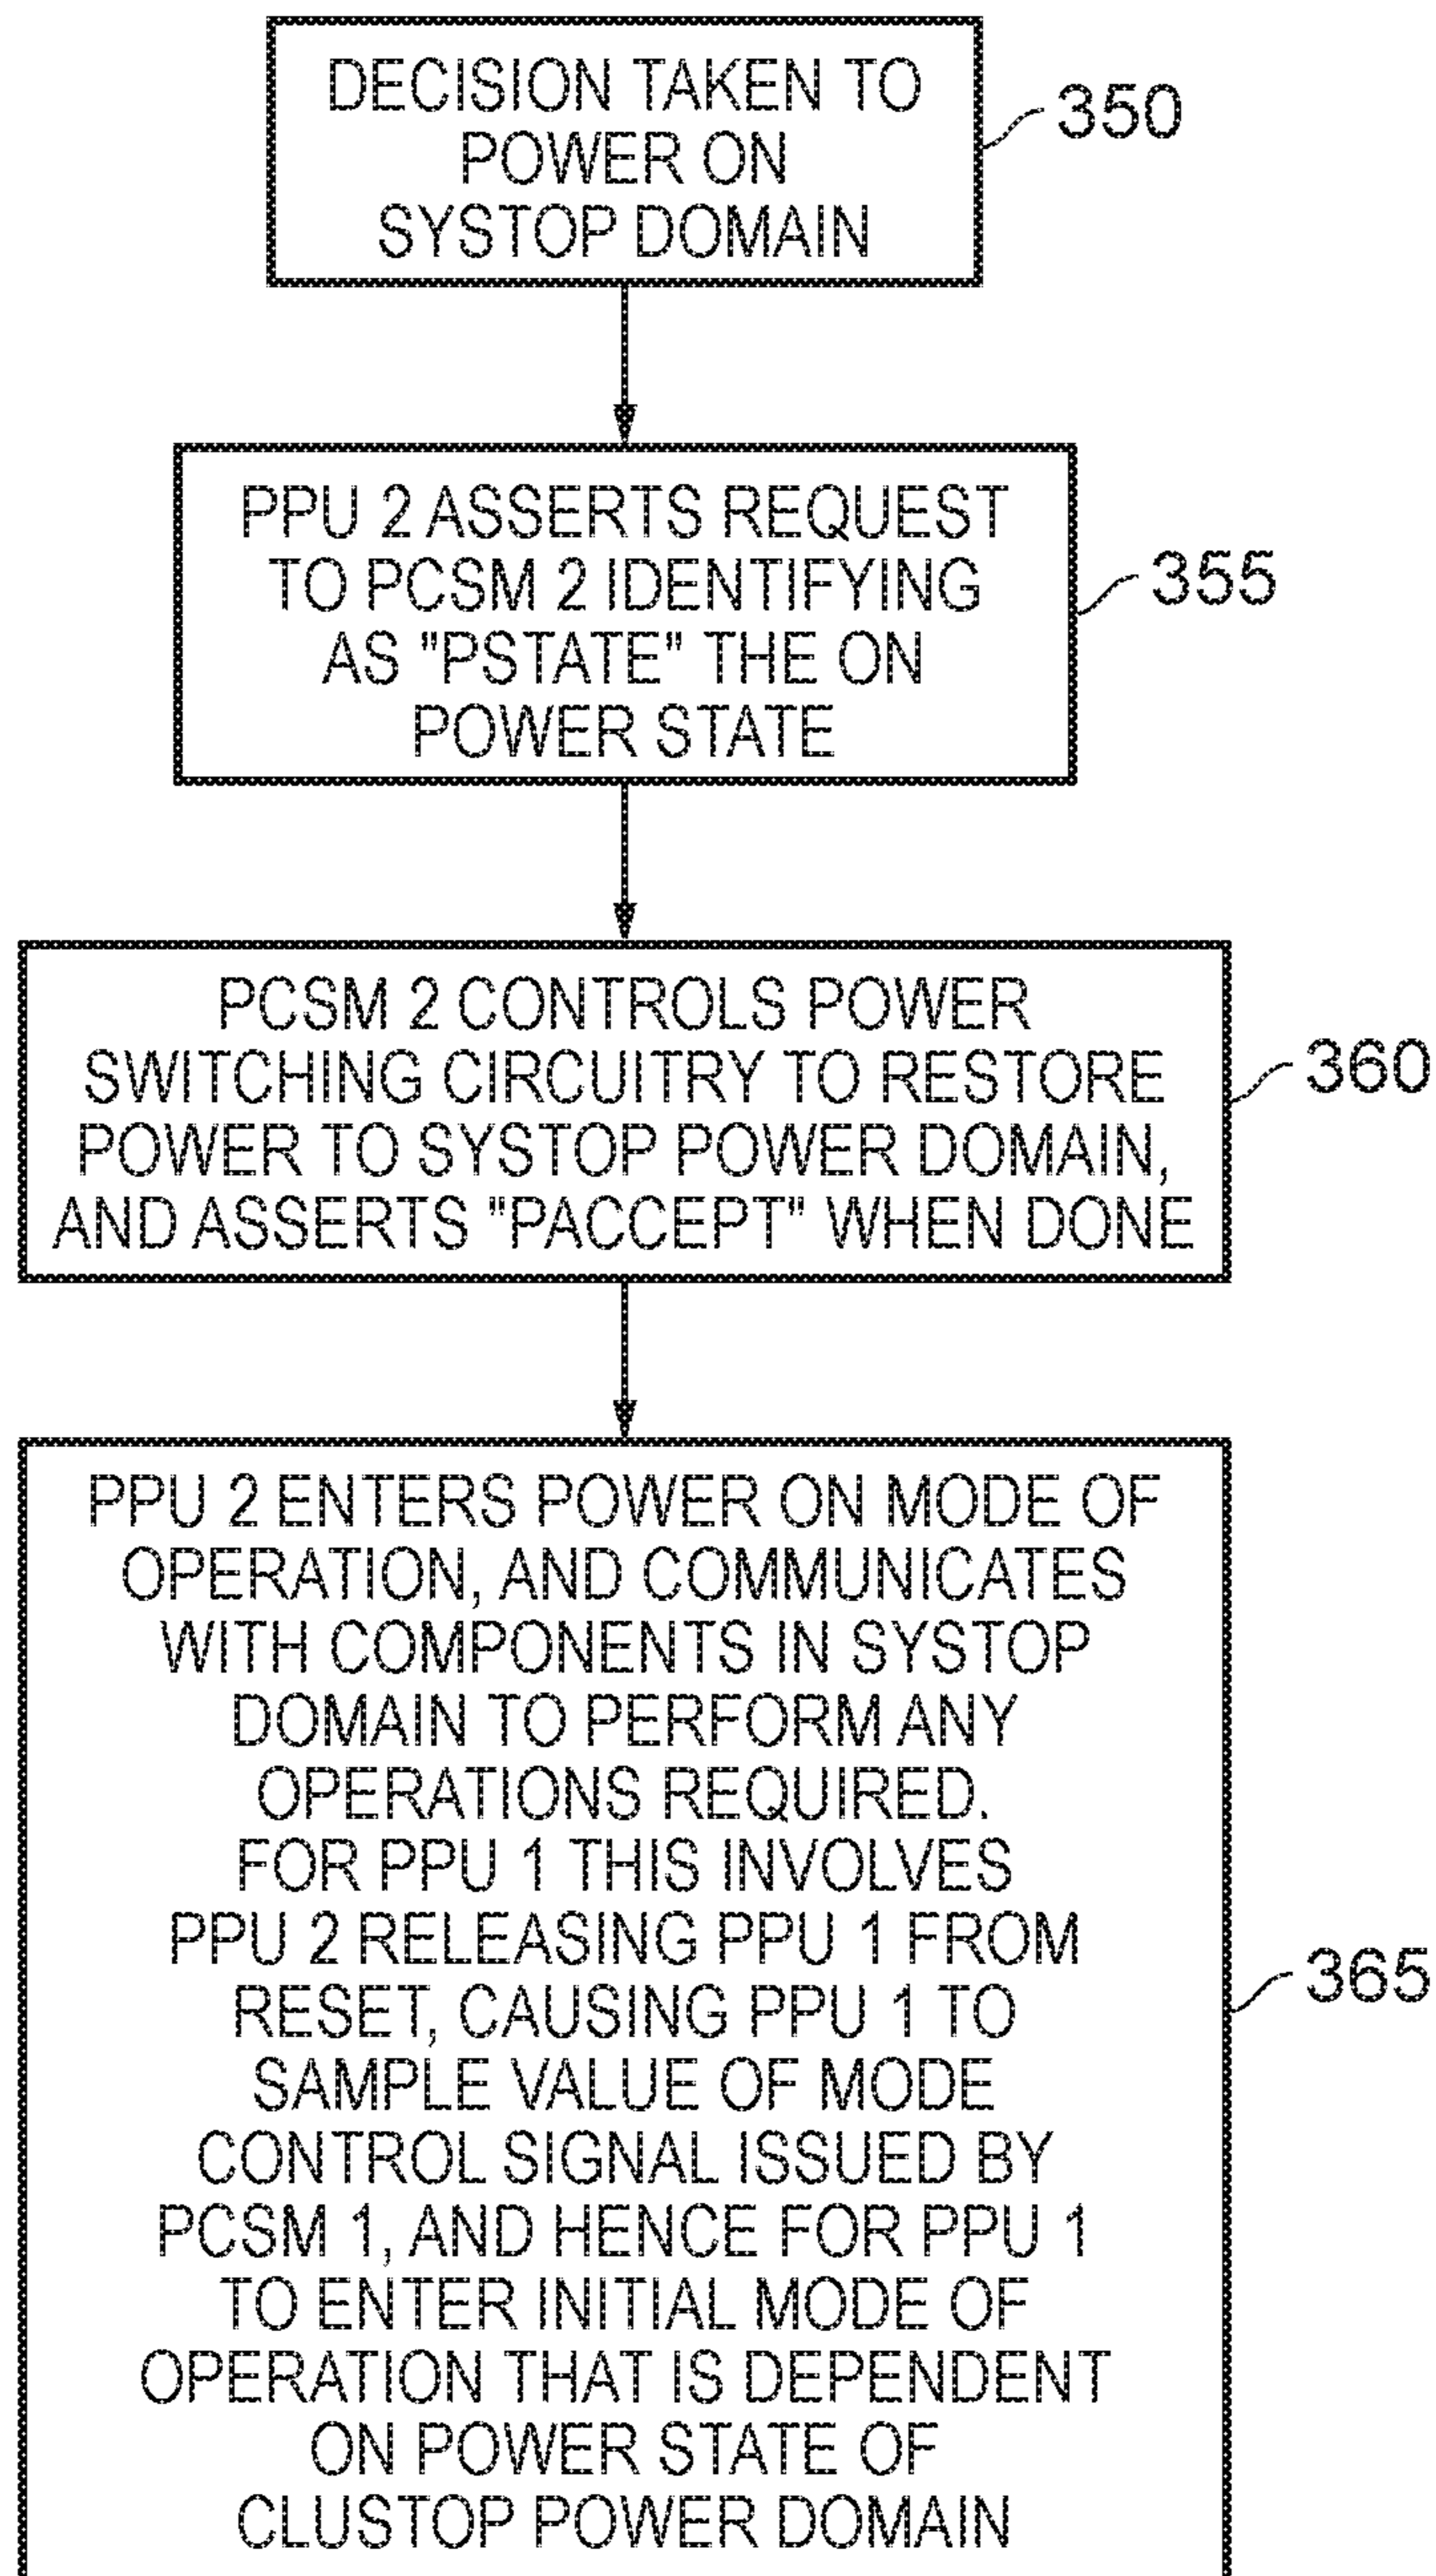 DECISION TAKEN TO
POWER ON
SYSTOP DOMAIN
350
PPU 2 ASSERTS REQUEST
TO PCSM 2 IDENTIFYING
AS "PSTATE" THE ON
POWER STATE
355
PCSM 2 CONTROLS POWER
SWITCHING CIRCUITRY TO RESTORE
POWER TO SYSTOP POWER DOMAIN,
AND ASSERTS "PACCEPT" WHEN DONE
360
PPU 2 ENTERS POWER ON MODE OF
OPERATION, AND COMMUNICATES
WITH COMPONENTS IN SYSTOP
DOMAIN TO PERFORM ANY
OPERATIONS REQUIRED.
FOR PPU 1 THIS INVOLVES
PPU 2 RELEASING PPU 1 FROM
RESET, CAUSING PPU 1 TO
SAMPLE VALUE OF MODE
CONTROL SIGNAL ISSUED BY
PCSM 1, AND HENCE FOR PPU 1
TO ENTER INITIAL MODE OF
OPERATION THAT IS DEPENDENT
ON POWER STATE OF
CLUSTOP POWER DOMAIN
365